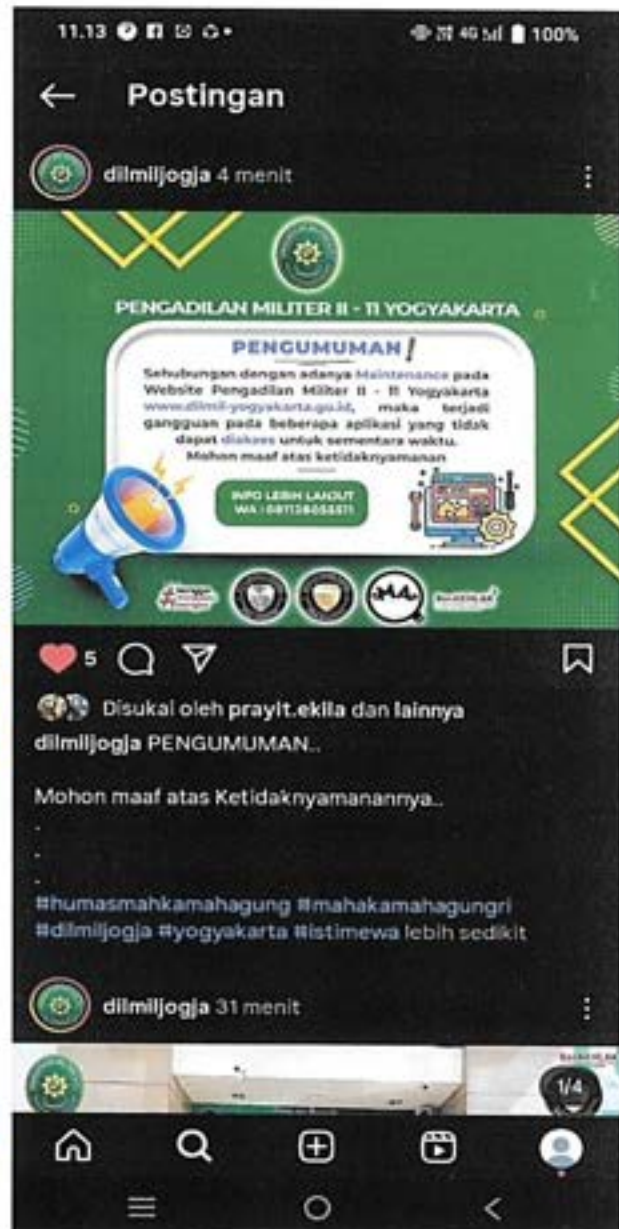 11.13
4G
100%
Postingan
dilmiljogja 4 menit
PENGADILAN MILITER II - 11 YOGYAKARTA
PENGUMUMAN!
Sehubungan dengan adanya Maintenance pada
Website Pengadilan Militer II - 11 Yogyakarta
www.dilmil-yogyakarta.go.id, maka terjadi
gangguan pada beberapa aplikasi yang tidak
dapat diakses untuk sementara waktu.
Mohon maaf atas ketidaknyamanan
INFO LEBIH LANJUT
WA :
5
Disukai oleh prayit.ekila dan lainnya
dilmiljogja PENGUMUMAN..
Mohon maaf atas Ketidaknyamanannya..
.
.
.
#humasmahkamahagung #mahakamahagungri
#dilmiljogja #yogyakarta #istimewa lebih sedikit
dilmiljogja 31 menit
1/4